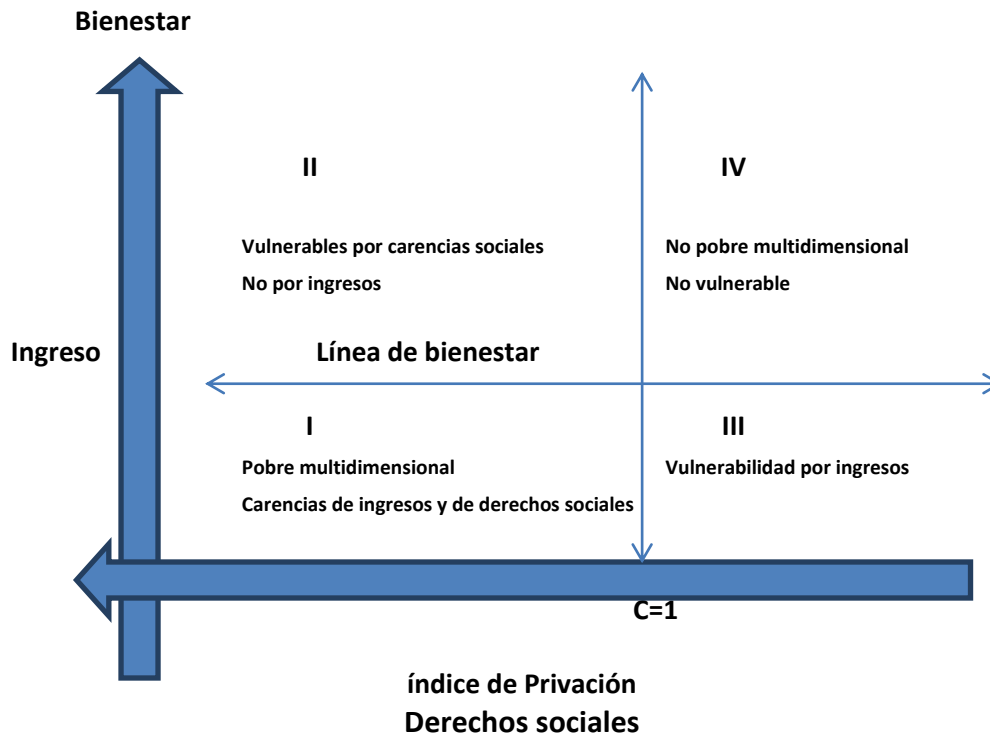 Bienestar
II
IV
Vulnerables por carencias sociales
No por ingresos
No pobre multidimensional
No vulnerable
Ingreso
Línea de bienestar
I
III
Pobre multidimensional
Carencias de ingresos y de derechos sociales
Vulnerabilidad por ingresos
C=1
índice de Privación
Derechos sociales